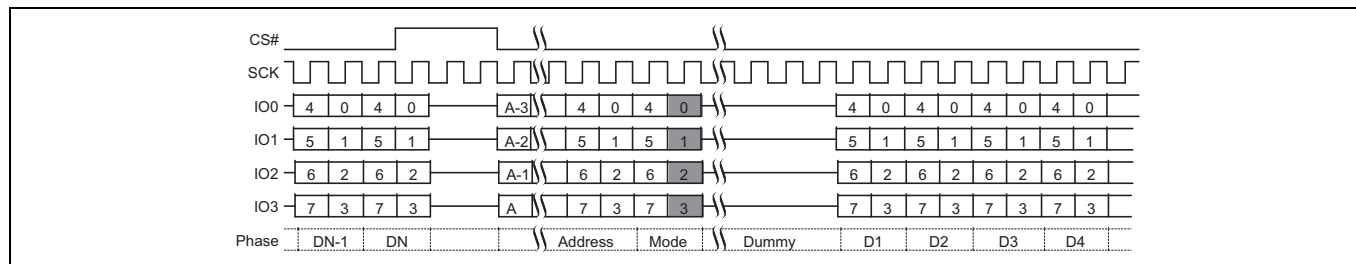 CS#
SCK
IO0 4 0 4 0 A-3 4 0 4 0 4 0 4 0 4 0 4 0
IO1 5 1 5 1 A-2 5 1 5 1 5 1 5 1 5 1 5 1
IO2 6 2 6 2 A-1 6 2 6 2 6 2 6 2 6 2 6 2
IO3 7 3 7 3 A 7 3 7 3 7 3 7 3 7 3 7 3
Phase DN-1 DN Address Mode Dummy D1 D2 D3 D4